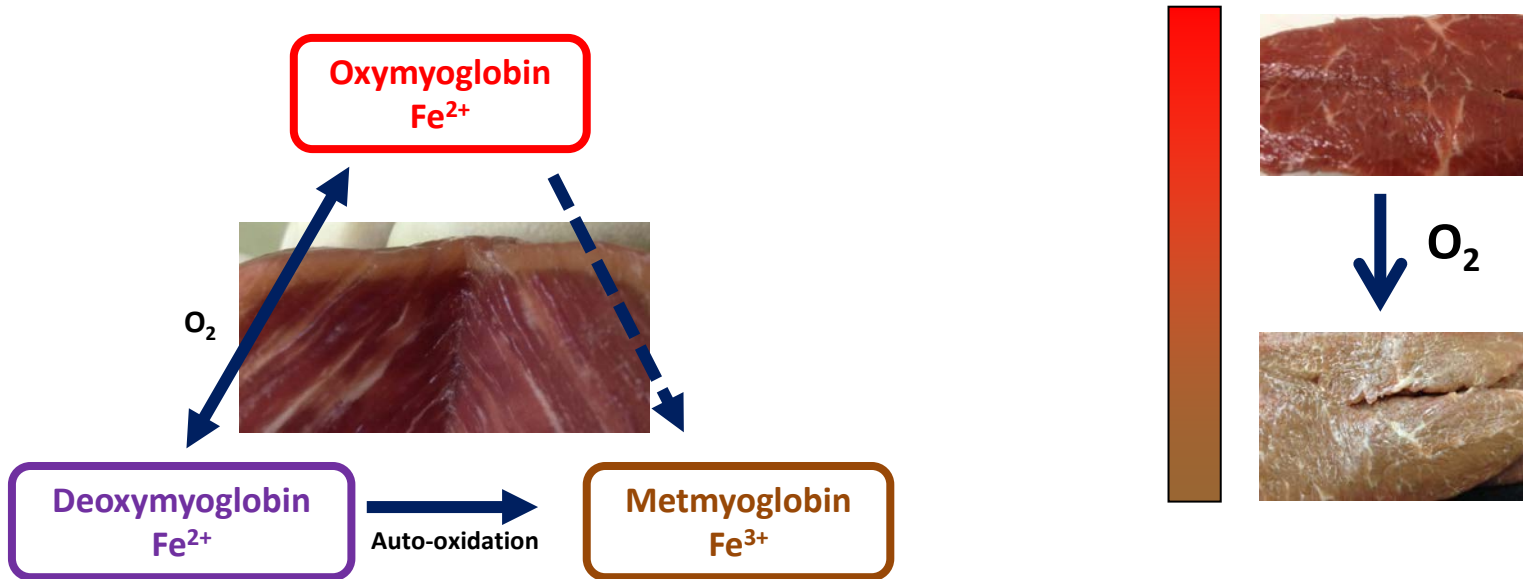 Oxymyoglobin
Fe²⁺
O₂
O₂
Deoxymyoglobin
Fe²⁺
Auto-oxidation
Metmyoglobin
Fe³⁺